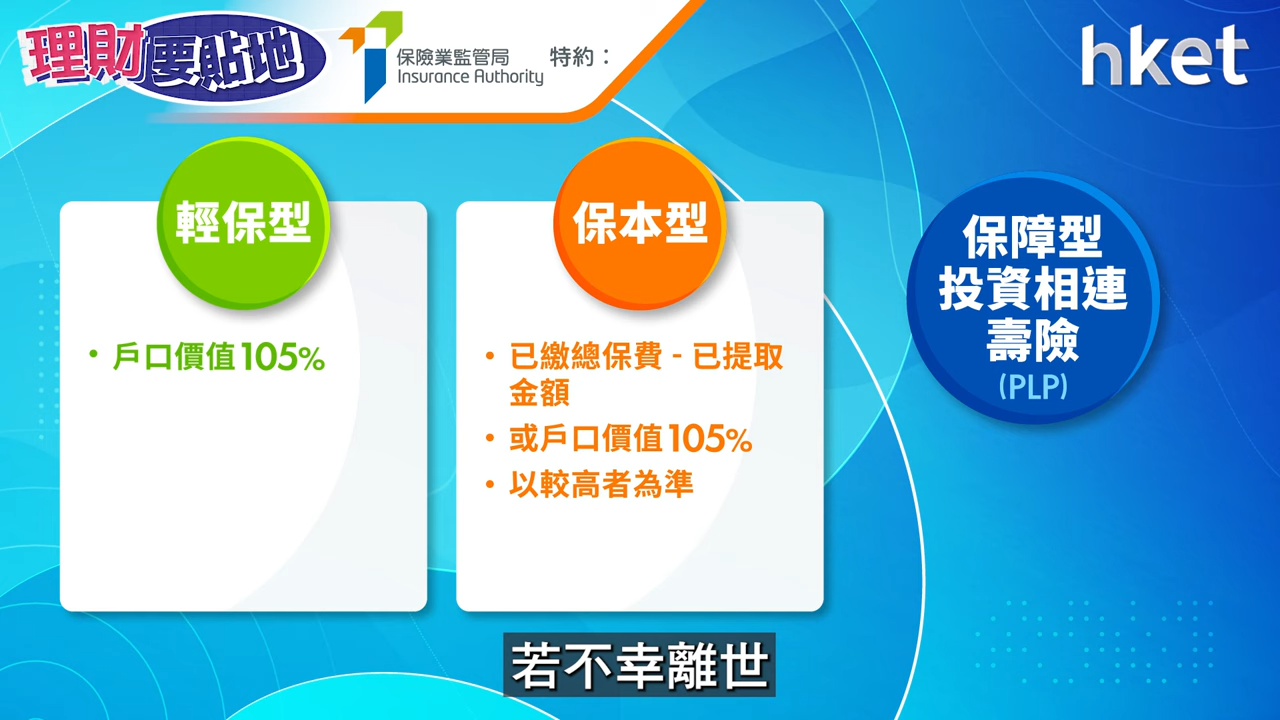 理財要貼地
保險業監管局
Insurance Authority
特約：
hket
輕保型
• 戶口價值105%
保本型
• 已繳總保費 - 已提取
金額
• 或戶口價值105%
• 以較高者為準
保障型
投資相連
壽險
(PLP)
若不幸離世